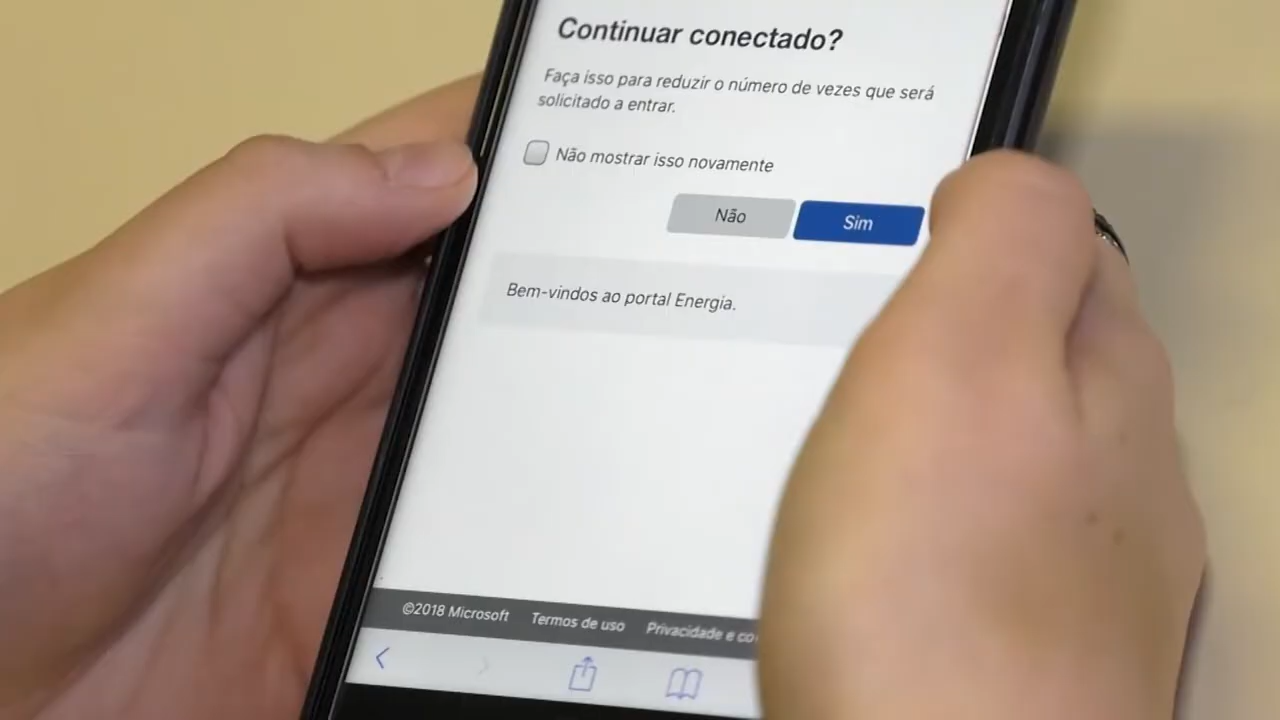 Continuar conectado?
Faça isso para reduzir o número de vezes que será
solicitado a entrar.
Não mostrar isso novamente
Não Sim
Bem-vindos ao portal Energia.
©2018 Microsoft Termos de uso Privacidade e co